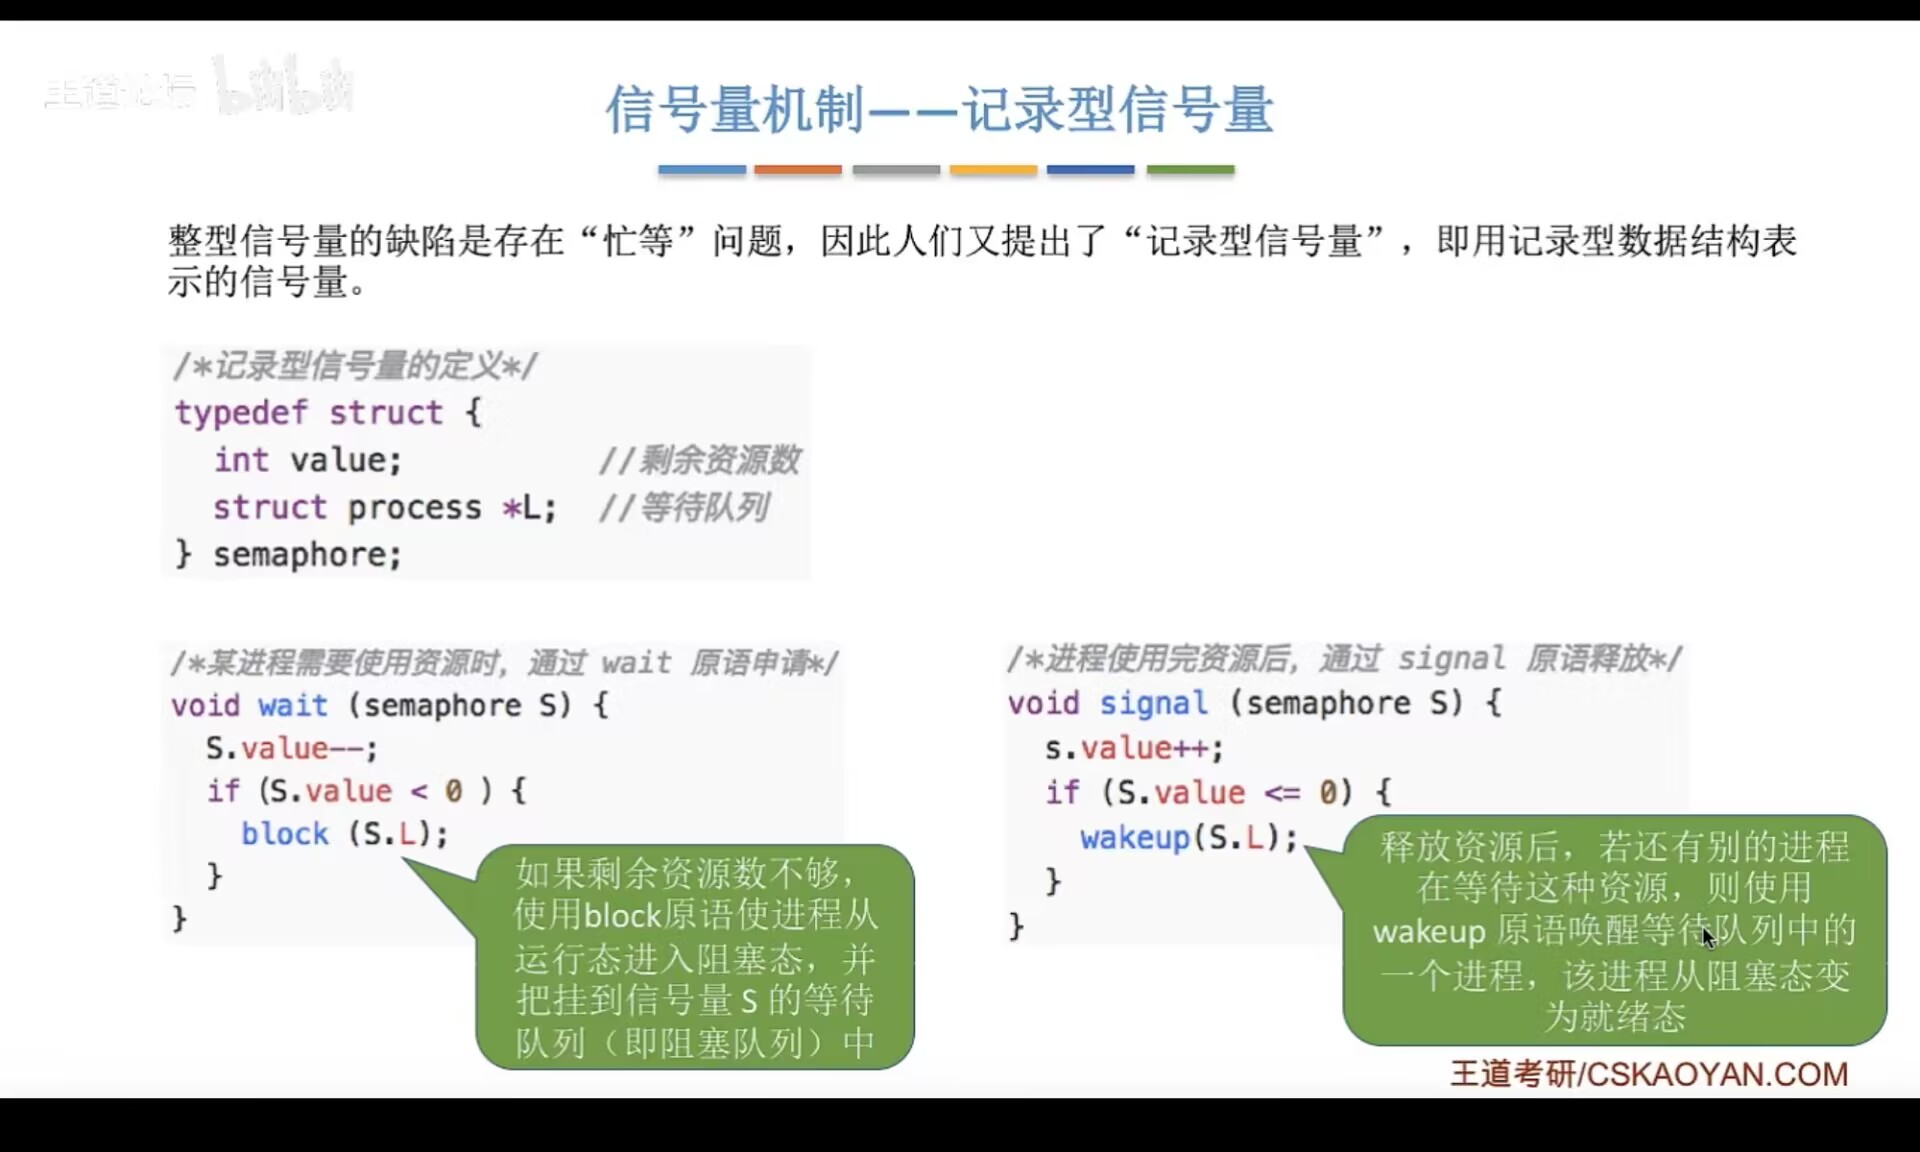 王道论坛 bilibili
信号量机制——记录型信号量
整型信号量的缺陷是存在“忙等”问题，因此人们又提出了“记录型信号量”，即用记录型数据结构表
示的信号量。
/*记录型信号量的定义*/
typedef struct {
int value; //剩余资源数
struct process *L; //等待队列
} semaphore;
/*某进程需要使用资源时，通过 wait 原语申请*/
void wait (semaphore S) {
S.value--;
if (S.value < 0 ) {
block (S.L);
}
}
如果剩余资源数不够，
使用block原语使进程从
运行态进入阻塞态，并
把挂到信号量 S 的等待
队列（即阻塞队列）中
/*进程使用完资源后，通过 signal 原语释放*/
void signal (semaphore S) {
s.value++;
if (S.value <= 0) {
wakeup(S.L);
}
}
释放资源后，若还有别的进程
在等待这种资源，则使用
wakeup 原语唤醒等待队列中的
一个进程，该进程从阻塞态变
为就绪态
王道考研/CSKAOYAN.COM